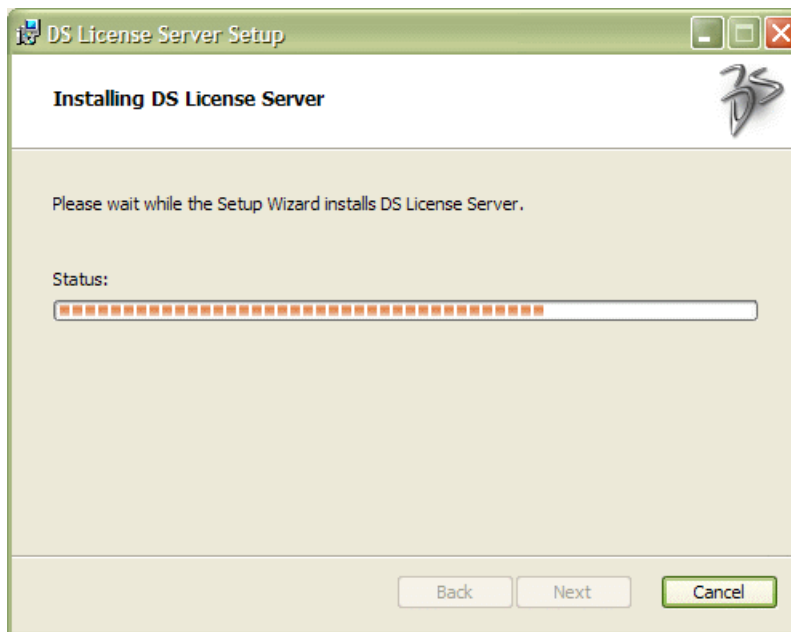 DS License Server Setup
Installing DS License Server
Please wait while the Setup Wizard installs DS License Server.
Status:
Back Next Cancel